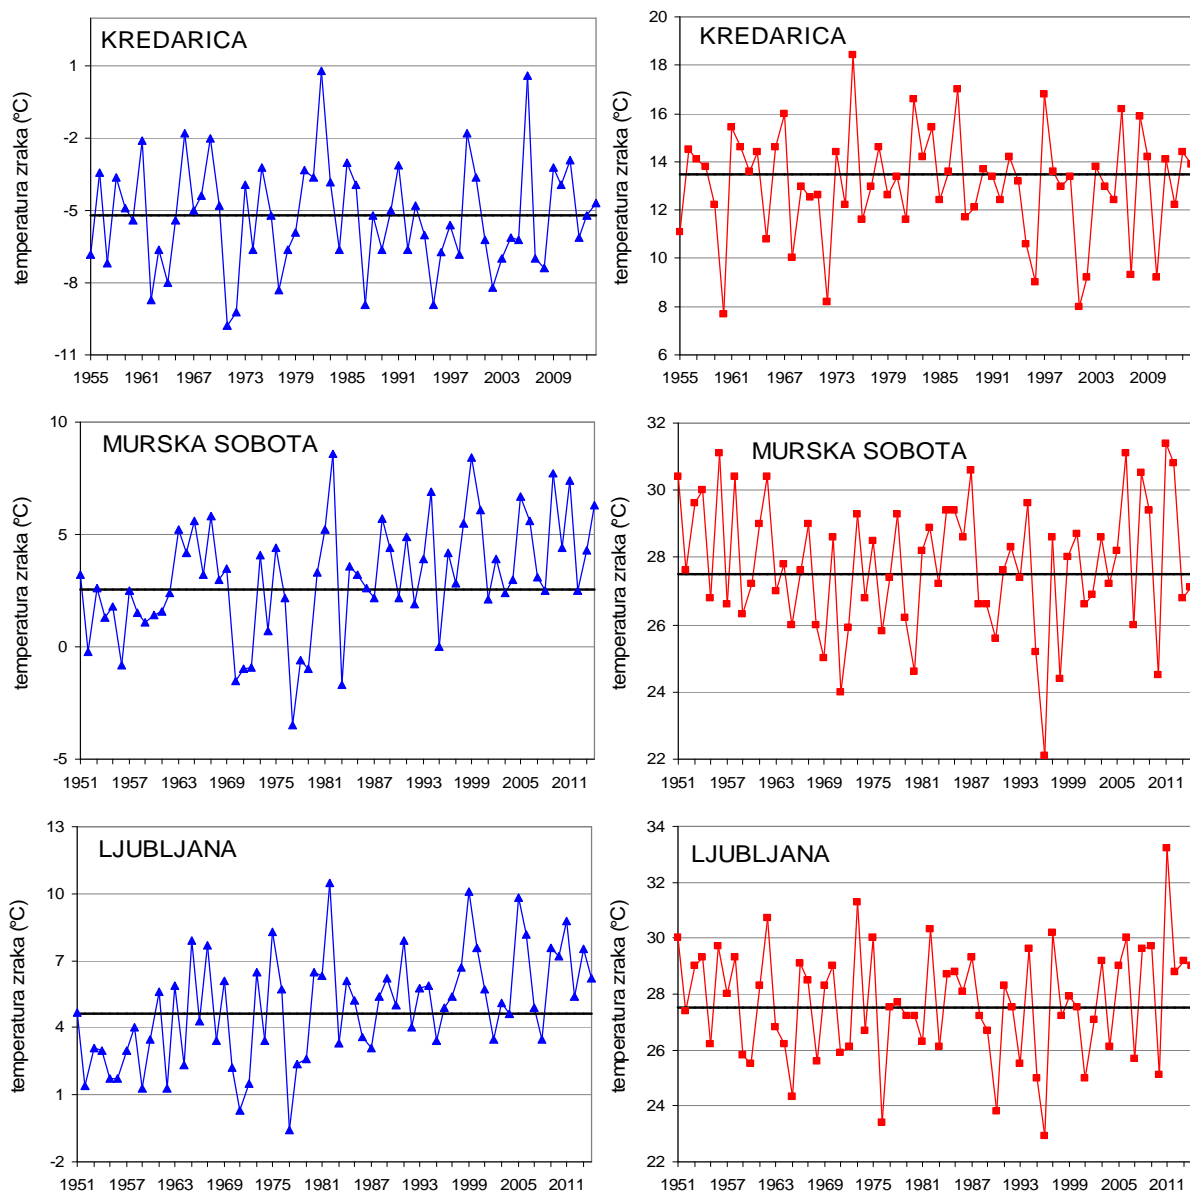 KREDARICA
temperatura zraka (ºC)
1
-2
-5
-8
-11
1955 1961 1967 1973 1979 1985 1991 1997 2003 2009
KREDARICA
temperatura zraka (ºC)
20
18
16
14
12
10
8
6
1955 1961 1967 1973 1979 1985 1991 1997 2003 2009
MURSKA SOBOTA
temperatura zraka (ºC)
10
5
0
-5
1951 1957 1963 1969 1975 1981 1987 1993 1999 2005 2011
MURSKA SOBOTA
temperatura zraka (ºC)
32
30
28
26
24
22
1951 1957 1963 1969 1975 1981 1987 1993 1999 2005 2011
LJUBLJANA
temperatura zraka (ºC)
13
10
7
4
1
-2
1951 1957 1963 1969 1975 1981 1987 1993 1999 2005 2011
LJUBLJANA
temperatura zraka (ºC)
34
32
30
28
26
24
22
1951 1957 1963 1969 1975 1981 1987 1993 1999 2005 2011